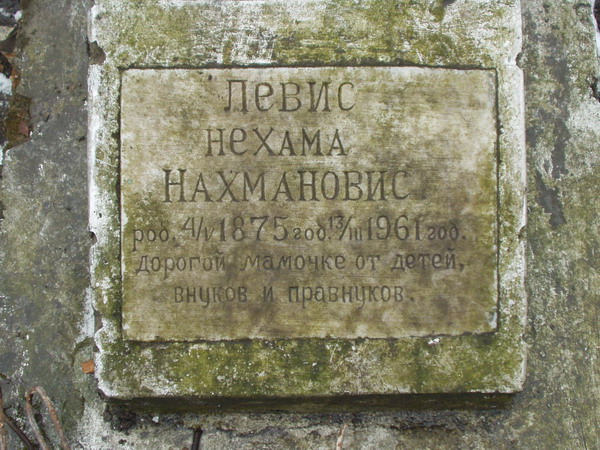 Левис
Нехама
Нахмановис
род. 4/V 1875 год. 13/III 1961 год.
Дорогой мамочке от детей,
внуков и правнуков.